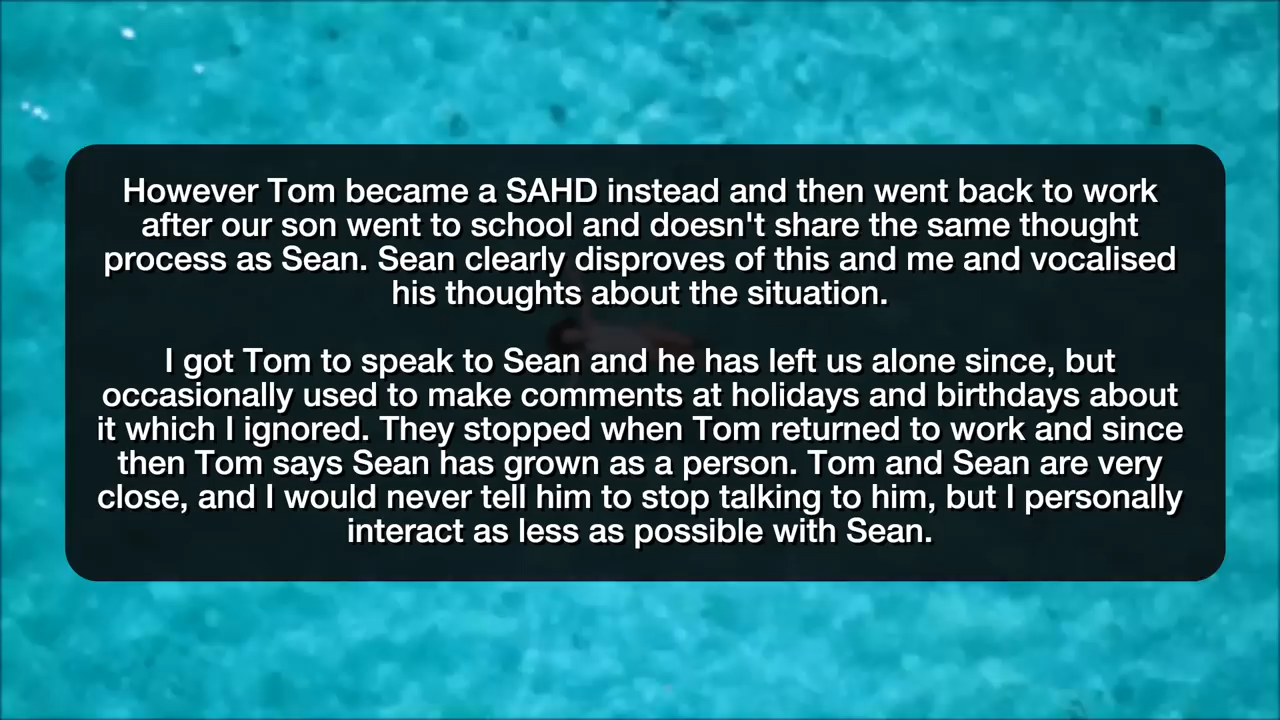 However Tom became a SAHD instead and then went back to work
after our son went to school and doesn't share the same thought
process as Sean. Sean clearly disproves of this and me and vocalised
his thoughts about the situation.
I got Tom to speak to Sean and he has left us alone since, but
occasionally used to make comments at holidays and birthdays about
it which I ignored. They stopped when Tom returned to work and since
then Tom says Sean has grown as a person. Tom and Sean are very
close, and I would never tell him to stop talking to him, but I personally
interact as less as possible with Sean.